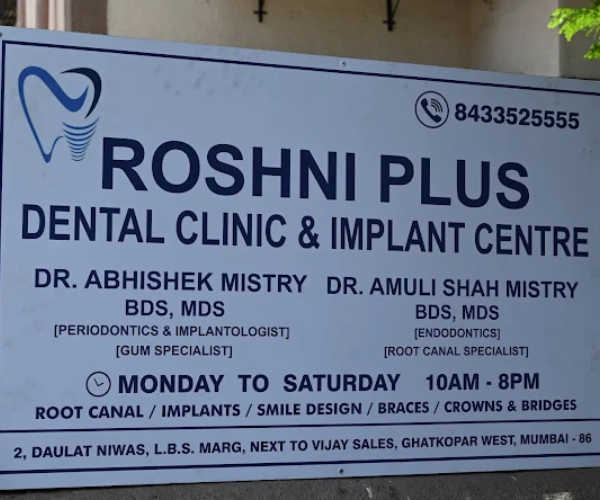 8433525555
ROSHNI PLUS
DENTAL CLINIC & IMPLANT CENTRE
DR. ABHISHEK MISTRY DR. AMULI SHAH MISTRY
BDS, MDS BDS, MDS
[PERIODONTICS & IMPLANTOLOGIST] [ENDODONTICS]
[GUM SPECIALIST] [ROOT CANAL SPECIALIST]
MONDAY TO SATURDAY 10AM - 8PM
ROOT CANAL / IMPLANTS / SMILE DESIGN / BRACES / CROWNS & BRIDGES
2, DAULAT NIWAS, L.B.S. MARG, NEXT TO VIJAY SALES, GHATKOPAR WEST, MUMBAI - 86